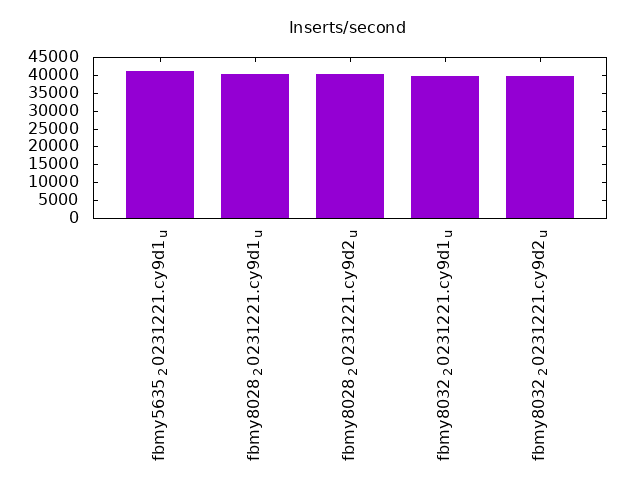 Inserts/second
45000
40000
35000
30000
25000
20000
15000
10000
5000
0
fbmy5635₂0231221.cy9d1ᵤ
fbmy8028₂0231221.cy9d1ᵤ
fbmy8028₂0231221.cy9d2ᵤ
fbmy8032₂0231221.cy9d1ᵤ
fbmy8032₂0231221.cy9d2ᵤ